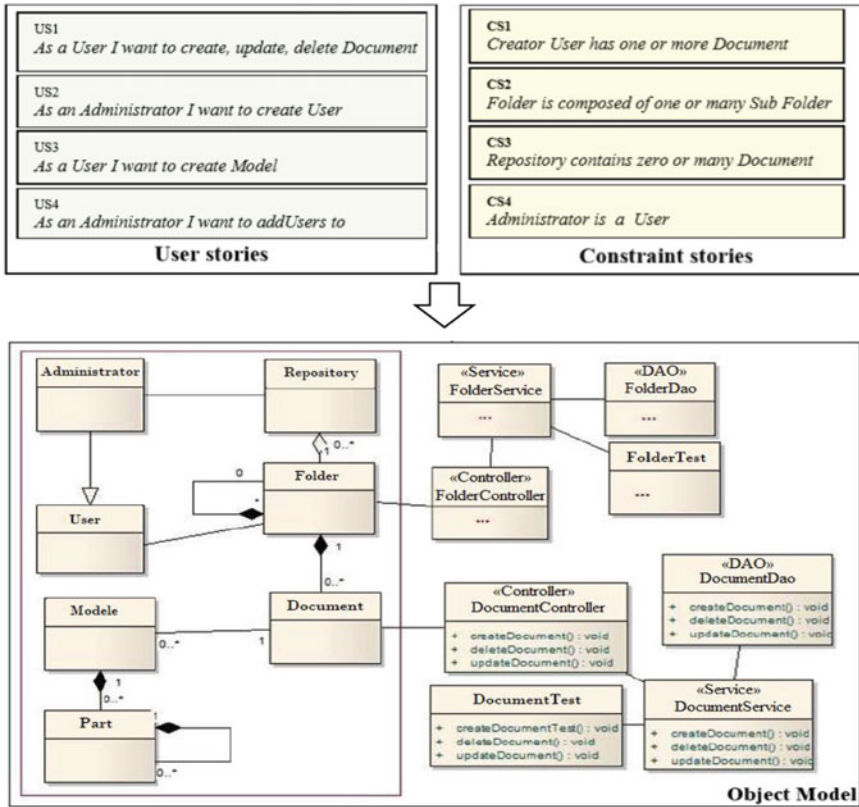 US1
As a User I want to create, update, delete Document
US2
As an Administrator I want to create User
US3
As a User I want to create Model
US4
As an Administrator I want to addUsers to
User stories
CS1
Creator User has one or more Document
CS2
Folder is composed of one or many Sub Folder
CS3
Repository contains zero or many Document
CS4
Administrator is a User
Constraint stories
Administrator
Repository
1
0..*
0
Folder
*
User
1
0..*
Document
Modele
0..*
1
1
0..*
Part
1
0..*
«Service»
FolderService
...
«DAO»
FolderDao
...
FolderTest
...
«Controller»
FolderController
...
«Controller»
DocumentController
+ createDocument() : void
+ deleteDocument() : void
+ updateDocument() : void
«DAO»
DocumentDao
+ createDocument() : void
+ deleteDocument() : void
+ updateDocument() : void
DocumentTest
+ createDocumentTest() : void
+ deleteDocument() : void
+ updateDocument() : void
«Service»
DocumentService
+ createDocument() : void
+ deleteDocument() : void
+ updateDocument() : void
Object Model